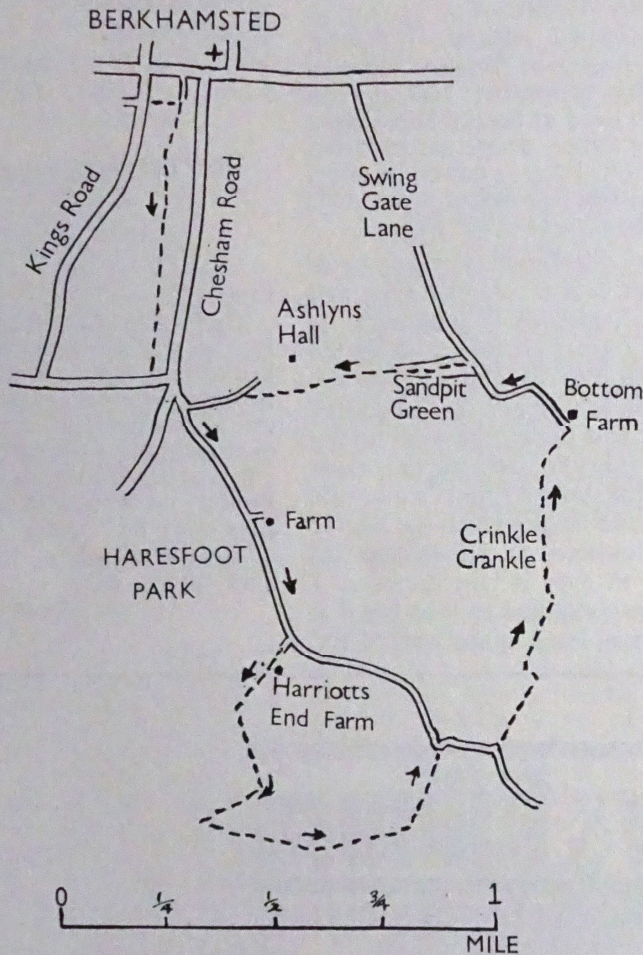 BERKHAMSTED
Kings Road
Chesham Road
Swing
Gate
Lane
Ashlyns
Hall
Sandpit
Green
Bottom
Farm
Farm
Crinkle
Crankle
HARESFOOT
PARK
Harriotts
End Farm
0 1/4 1/2 3/4 1
MILE